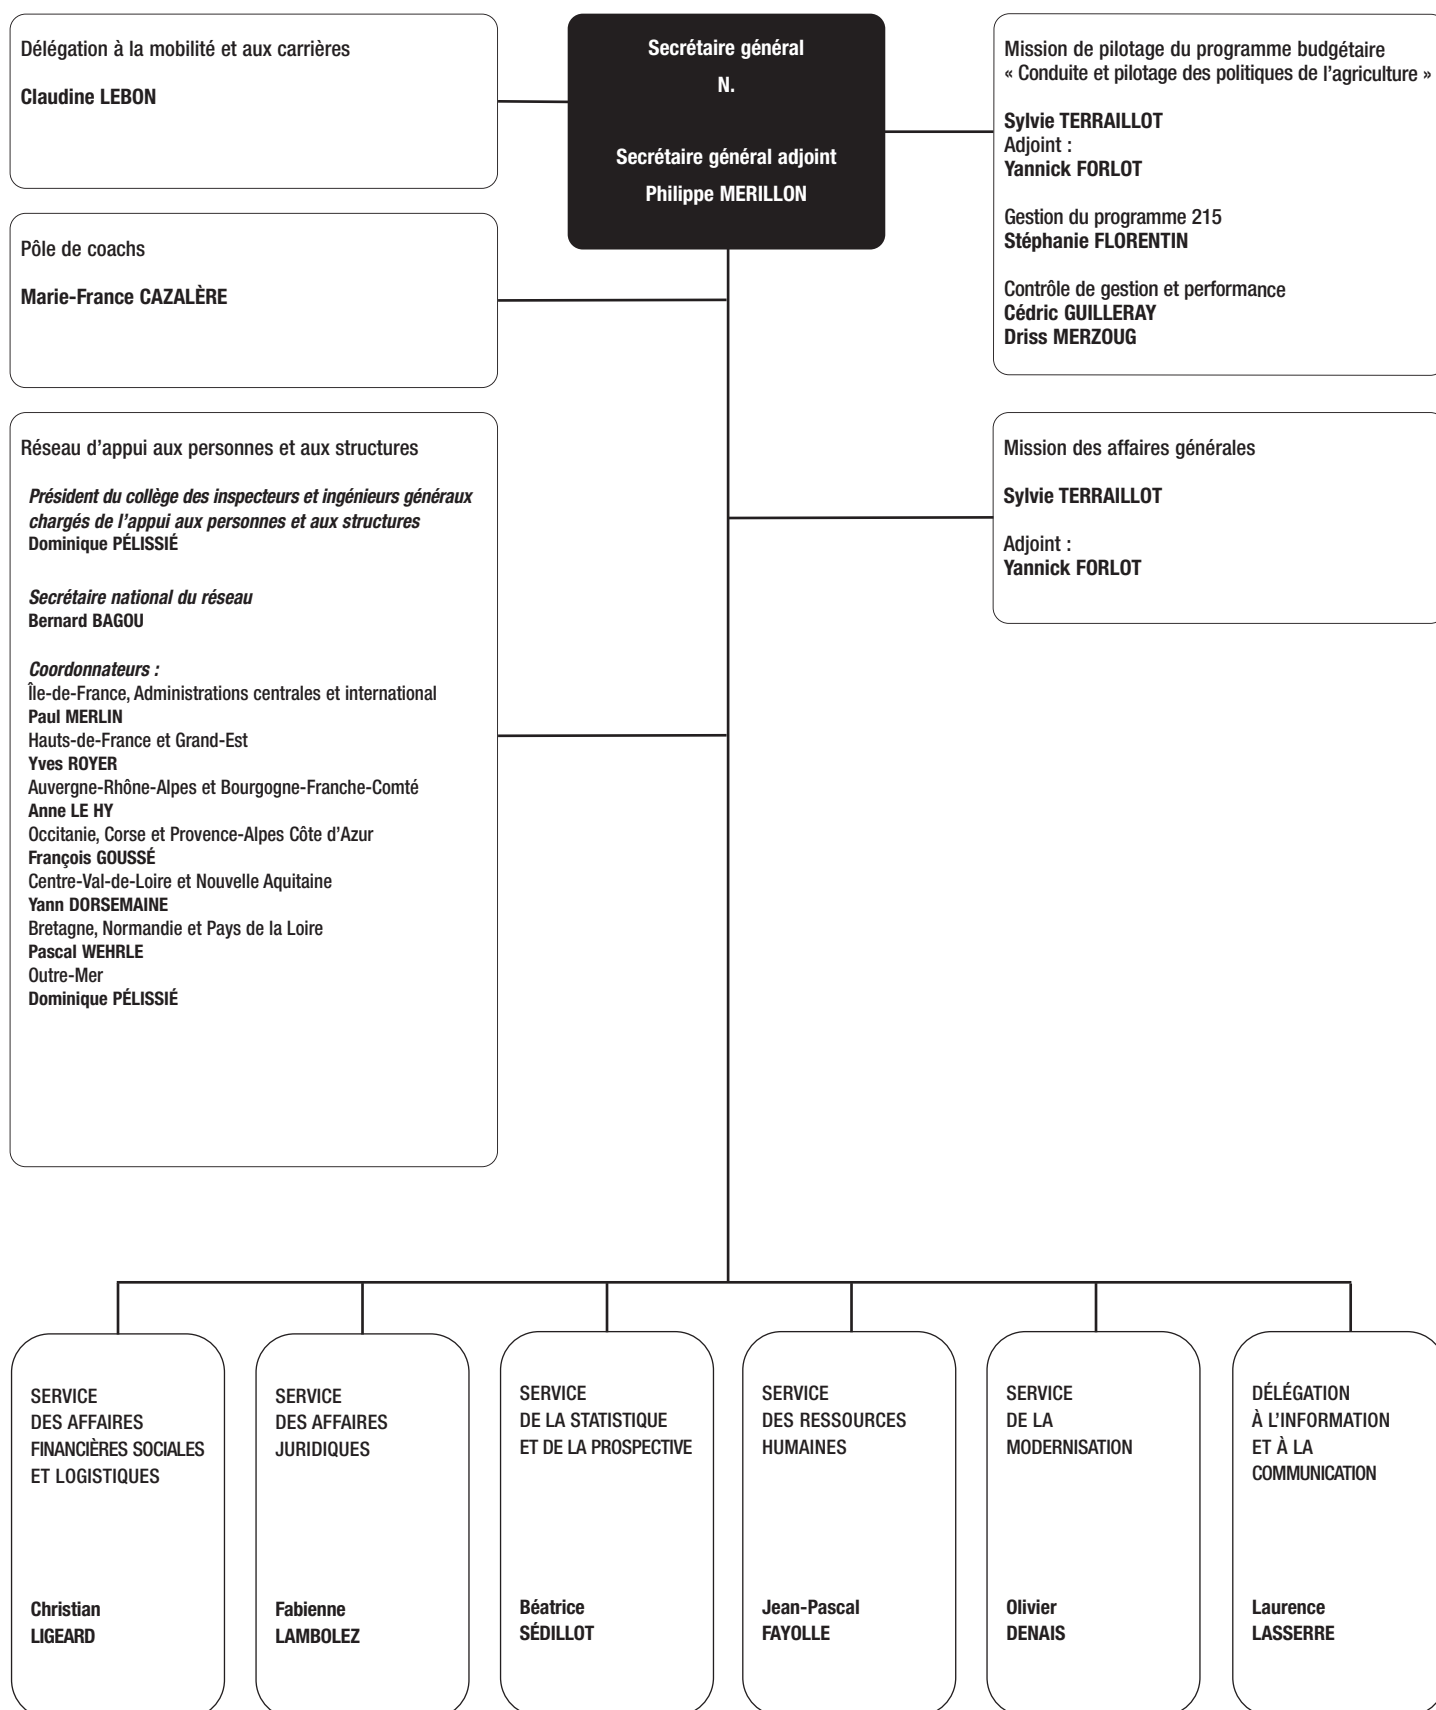 Délégation à la mobilité et aux carrières
Claudine LEBON
Secrétaire général
N.
Secrétaire général adjoint
Philippe MERILLON
Mission de pilotage du programme budgétaire
« Conduite et pilotage des politiques de l'agriculture »
Sylvie TERRAILLOT
Adjoint :
Yannick FORLOT
Gestion du programme 215
Stéphanie FLORENTIN
Contrôle de gestion et performance
Cédric GUILLERAY
Driss MERZOUG
Pôle de coachs
Marie-France CAZALÈRE
Réseau d'appui aux personnes et aux structures
Président du collège des inspecteurs et ingénieurs généraux
chargés de l'appui aux personnes et aux structures
Dominique PÉLISSIÉ
Secrétaire national du réseau
Bernard BAGOU
Coordonnateurs :
Île-de-France, Administrations centrales et international
Paul MERLIN
Hauts-de-France et Grand-Est
Yves ROYER
Auvergne-Rhône-Alpes et Bourgogne-Franche-Comté
Anne LE HY
Occitanie, Corse et Provence-Alpes Côte d'Azur
François GOUSSÉ
Centre-Val-de-Loire et Nouvelle Aquitaine
Yann DORSEMAINE
Bretagne, Normandie et Pays de la Loire
Pascal WEHRLE
Outre-Mer
Dominique PÉLISSIÉ
Mission des affaires générales
Sylvie TERRAILLOT
Adjoint :
Yannick FORLOT
SERVICE
DES AFFAIRES
FINANCIÈRES SOCIALES
ET LOGISTIQUES
Christian
LIGEARD
SERVICE
DES AFFAIRES
JURIDIQUES
Fabienne
LAMBOLEZ
SERVICE
DE LA STATISTIQUE
ET DE LA PROSPECTIVE
Béatrice
SÉDILLOT
SERVICE
DES RESSOURCES
HUMAINES
Jean-Pascal
FAYOLLE
SERVICE
DE LA
MODERNISATION
Olivier
DENAIS
DÉLÉGATION
À L'INFORMATION
ET À LA
COMMUNICATION
Laurence
LASSERRE